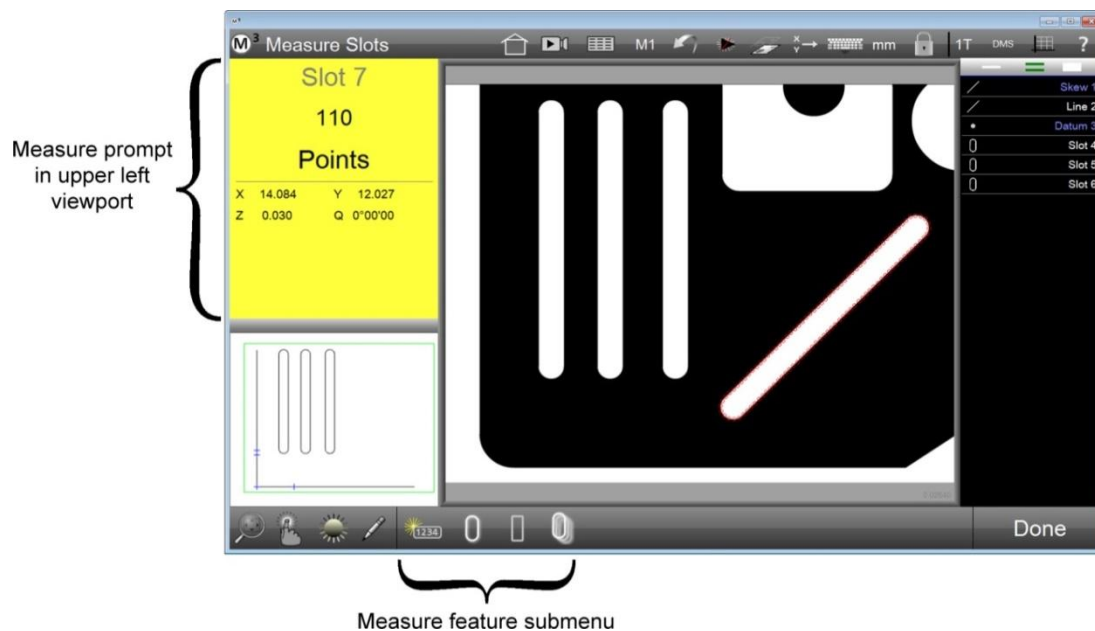 M³
M³ Measure Slots
M1
X Y
mm
1T
DMS
?
Slot 7
110
Points
X 14.084 Y 12.027
Z 0.030 Q 0°00'00
Skew 1
Line 2
Datum 3
Slot 4
Slot 5
Slot 6
Measure prompt
in upper left
viewport
1234
Done
Measure feature submenu